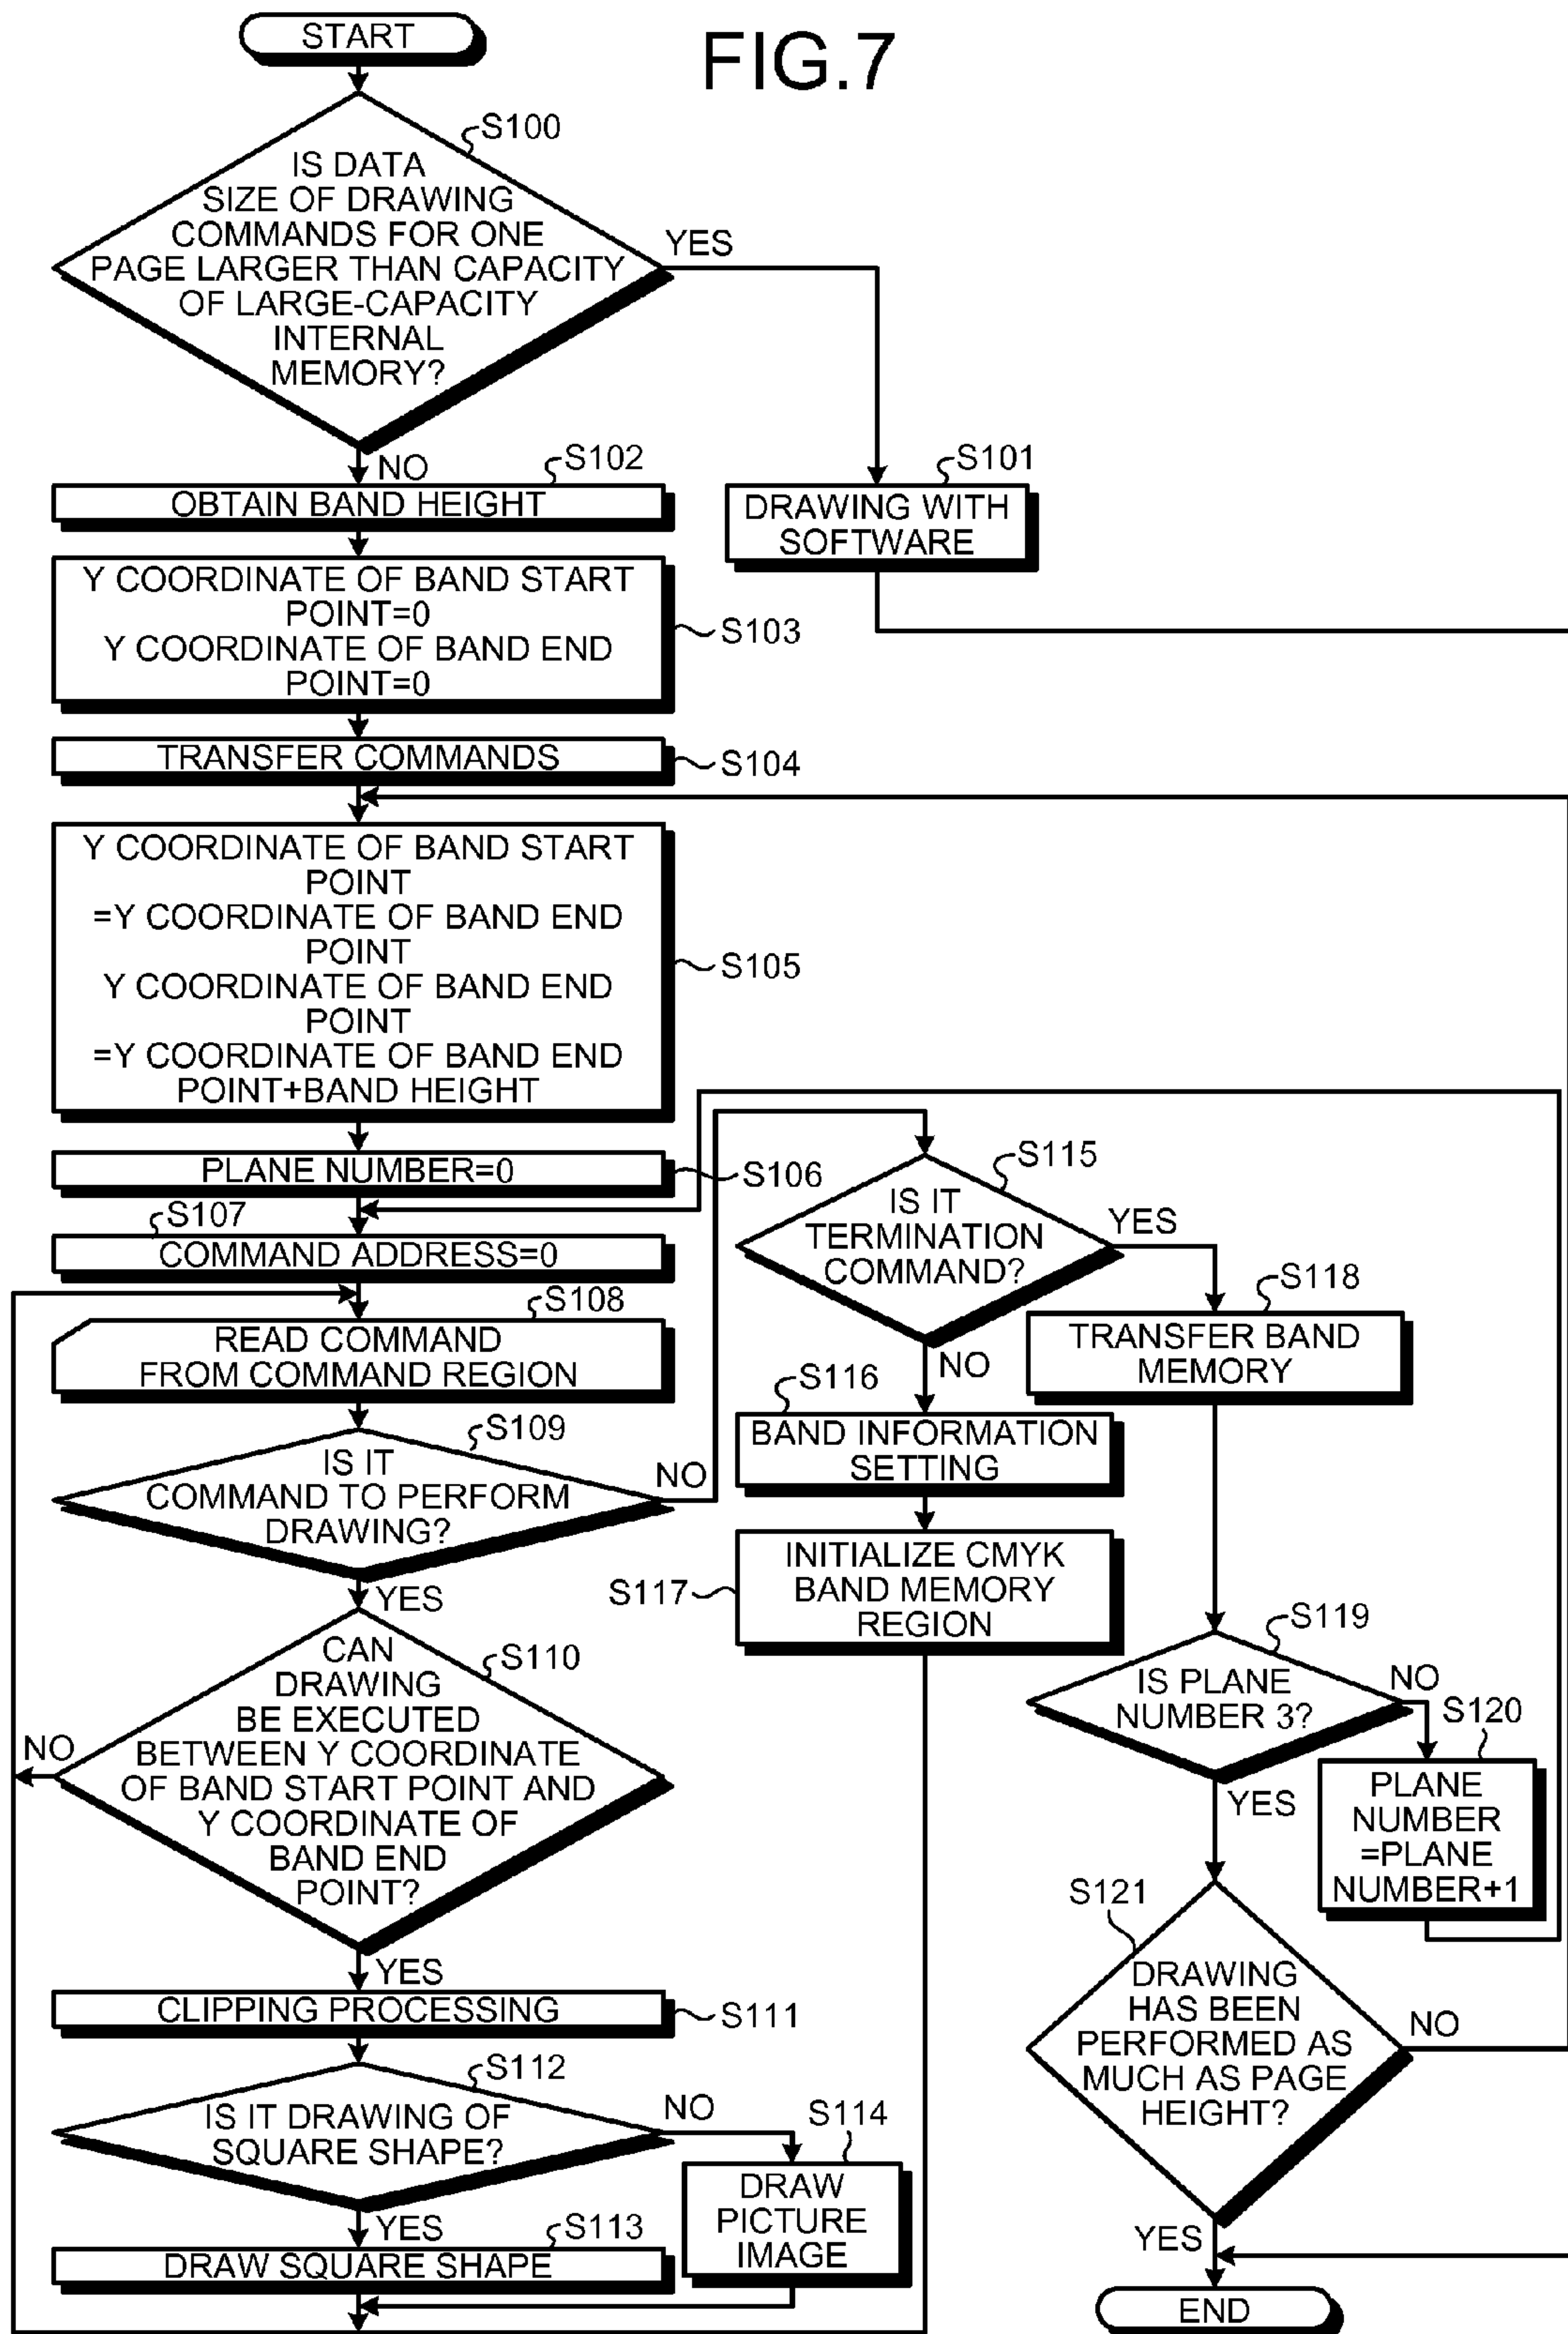 FIG.7
START
S100
IS DATA
SIZE OF DRAWING
COMMANDS FOR ONE
PAGE LARGER THAN CAPACITY
OF LARGE-CAPACITY
INTERNAL
MEMORY?
YES
NO
S101
DRAWING WITH
SOFTWARE
S102
OBTAIN BAND HEIGHT
Y COORDINATE OF BAND START
POINT=0
Y COORDINATE OF BAND END
POINT=0
S103
TRANSFER COMMANDS
S104
Y COORDINATE OF BAND START
POINT
=Y COORDINATE OF BAND END
POINT
Y COORDINATE OF BAND END
POINT
=Y COORDINATE OF BAND END
POINT+BAND HEIGHT
S105
PLANE NUMBER=0
S106
S107
COMMAND ADDRESS=0
S108
READ COMMAND
FROM COMMAND REGION
S109
IS IT
COMMAND TO PERFORM
DRAWING?
NO
YES
S110
CAN
DRAWING
BE EXECUTED
BETWEEN Y COORDINATE
OF BAND START POINT AND
Y COORDINATE OF
BAND END
POINT?
NO
YES
CLIPPING PROCESSING
S111
S112
IS IT DRAWING OF
SQUARE SHAPE?
NO
YES
S113
DRAW SQUARE SHAPE
S114
DRAW
PICTURE
IMAGE
S115
IS IT
TERMINATION
COMMAND?
YES
NO
S116
BAND INFORMATION
SETTING
S117
INITIALIZE CMYK
BAND MEMORY
REGION
S118
TRANSFER BAND
MEMORY
S119
IS PLANE
NUMBER 3?
NO
YES
S120
PLANE
NUMBER
=PLANE
NUMBER+1
S121
DRAWING
HAS BEEN
PERFORMED AS
MUCH AS PAGE
HEIGHT?
NO
YES
END